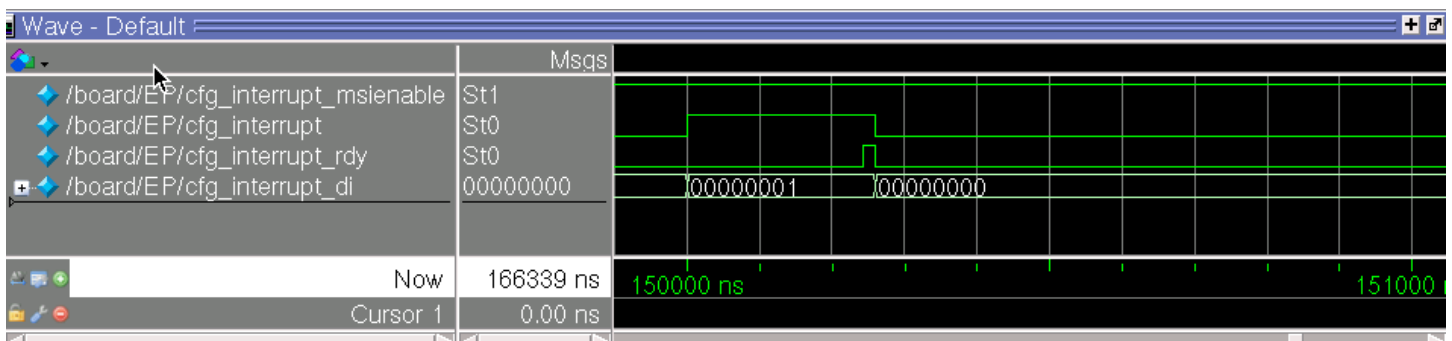 Wave - Default
Msgs
/board/EP/cfg_interrupt_msienable St1
/board/EP/cfg_interrupt St0
/board/EP/cfg_interrupt_rdy St0
/board/EP/cfg_interrupt_di 00000000 00000001 00000000
Now 166339 ns 150000 ns 151000
Cursor 1 0.00 ns